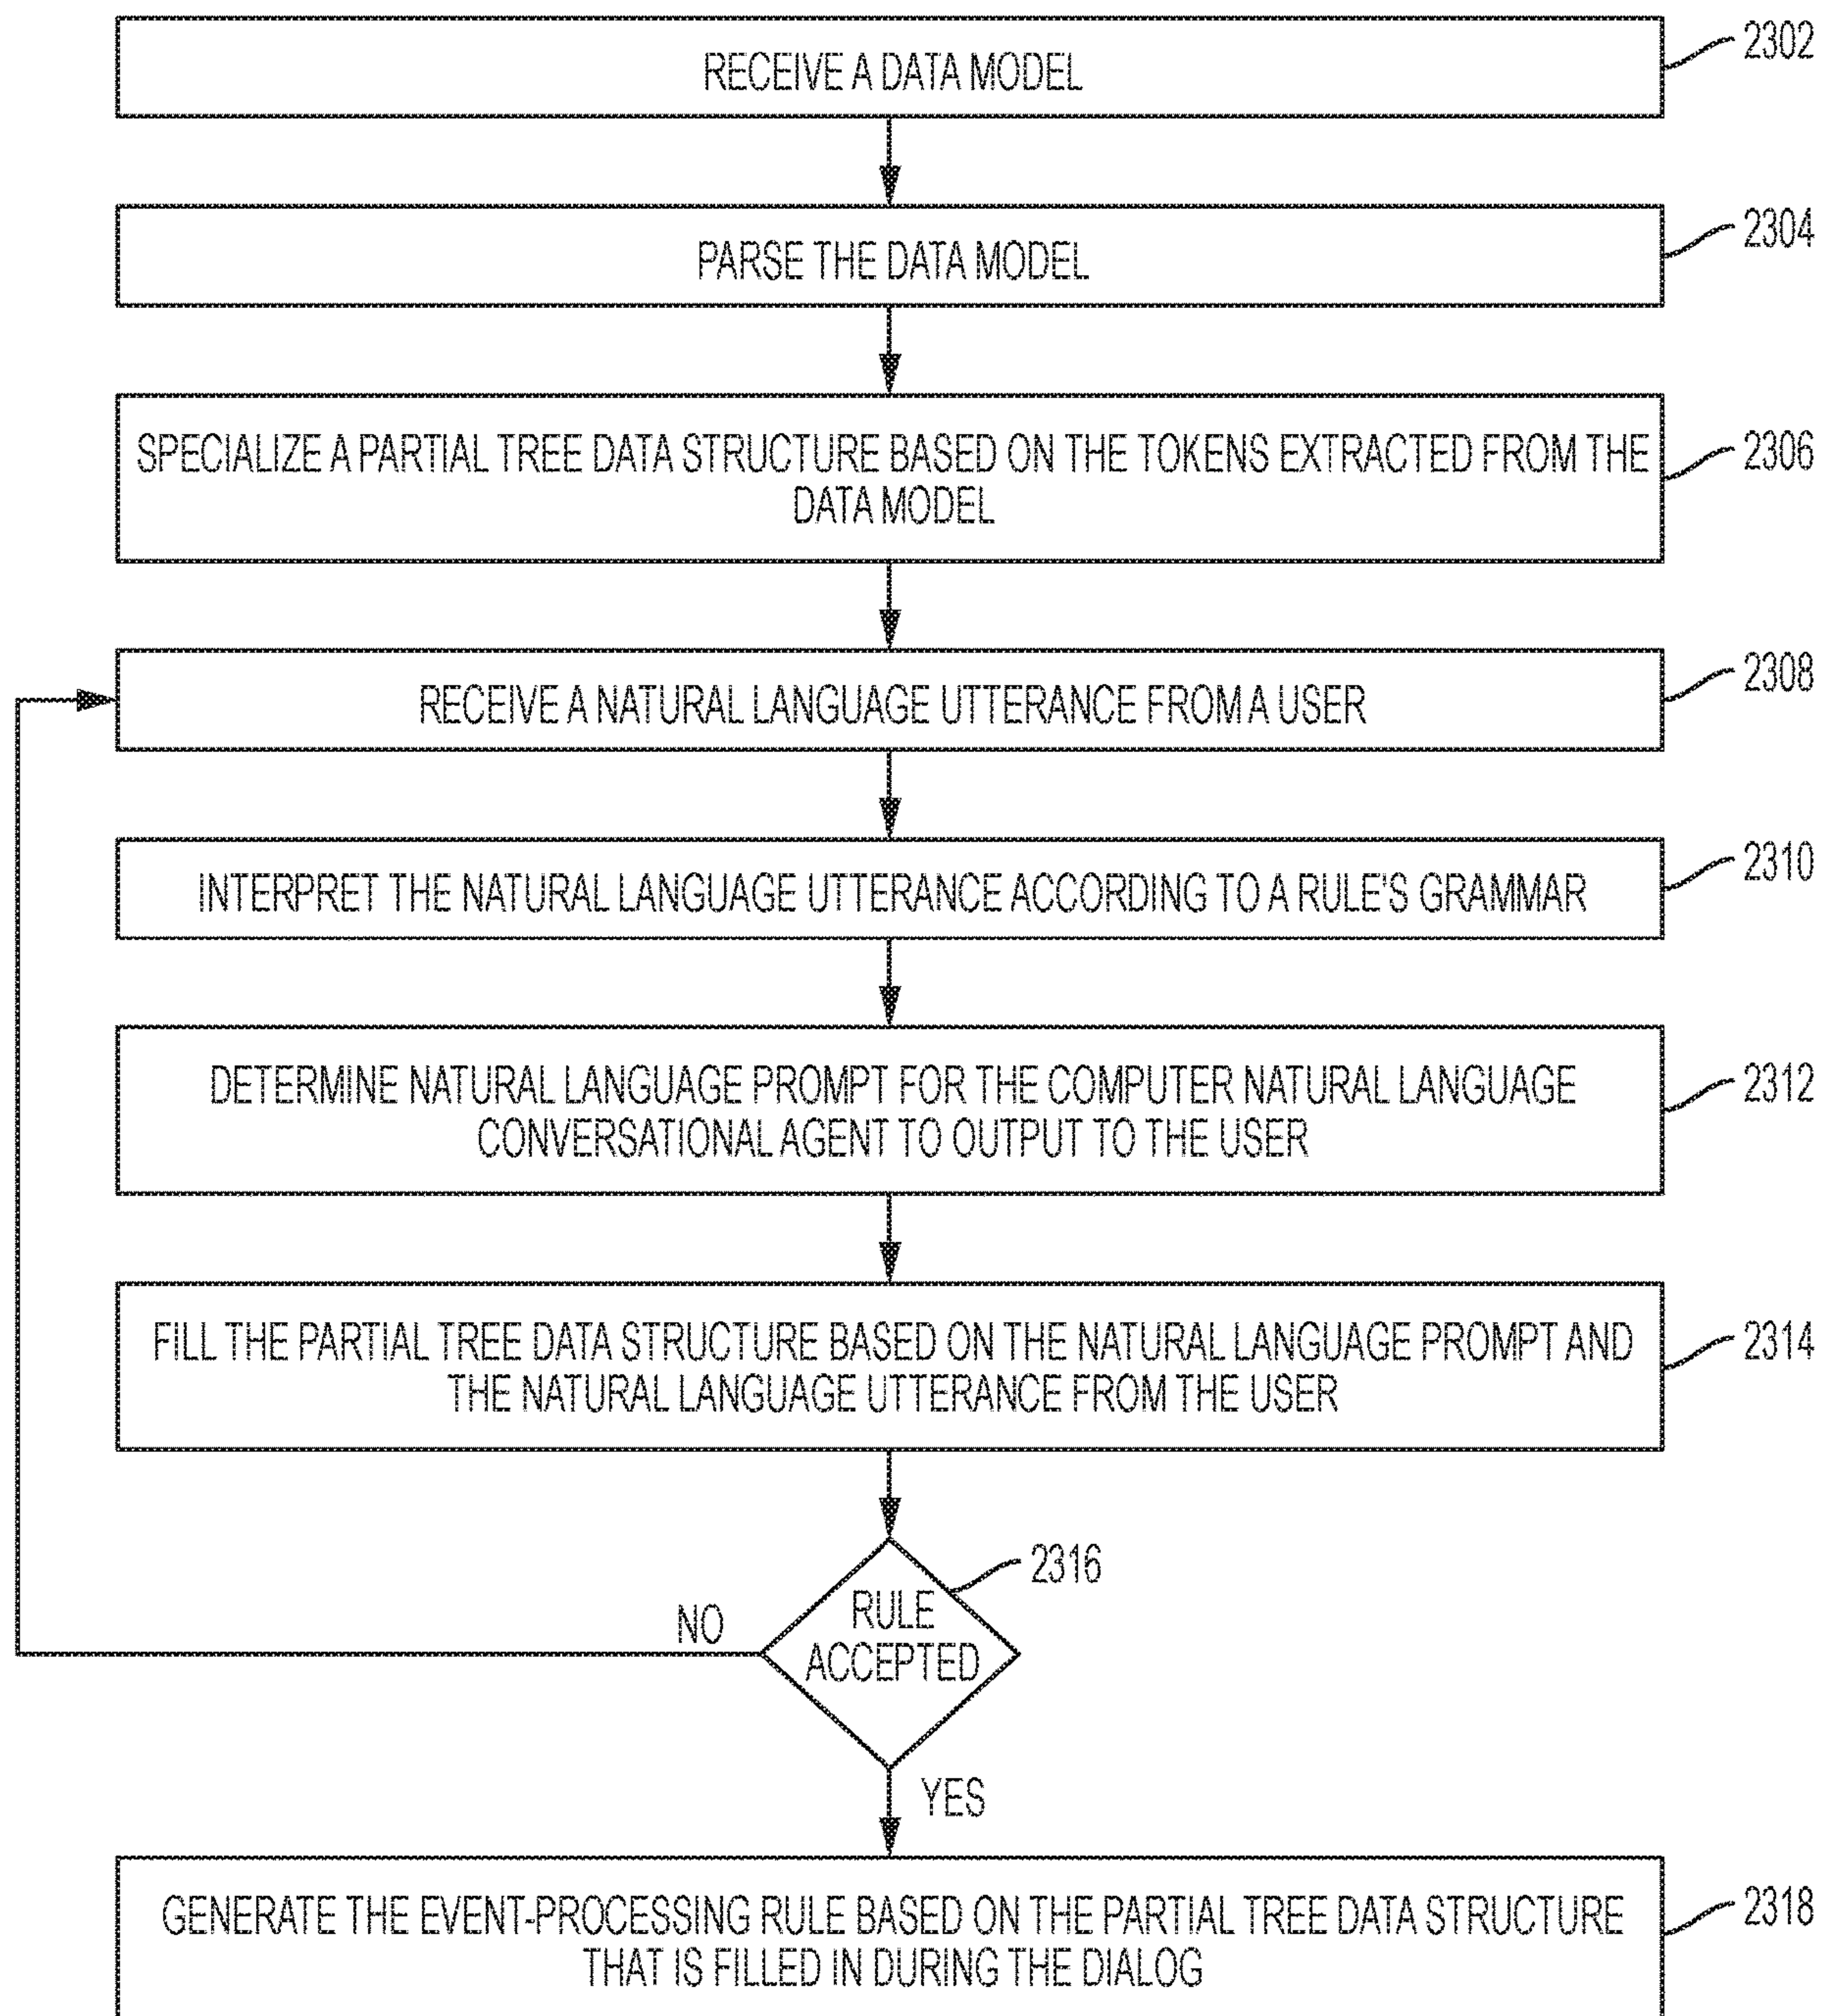 RECEIVE A DATA MODEL
2302
PARSE THE DATA MODEL
2304
SPECIALIZE A PARTIAL TREE DATA STRUCTURE BASED ON THE TOKENS EXTRACTED FROM THE
DATA MODEL
2306
RECEIVE A NATURAL LANGUAGE UTTERANCE FROM A USER
2308
INTERPRET THE NATURAL LANGUAGE UTTERANCE ACCORDING TO A RULE'S GRAMMAR
2310
DETERMINE NATURAL LANGUAGE PROMPT FOR THE COMPUTER NATURAL LANGUAGE
CONVERSATIONAL AGENT TO OUTPUT TO THE USER
2312
FILL THE PARTIAL TREE DATA STRUCTURE BASED ON THE NATURAL LANGUAGE PROMPT AND
THE NATURAL LANGUAGE UTTERANCE FROM THE USER
2314
2316
RULE
ACCEPTED
NO
YES
GENERATE THE EVENT-PROCESSING RULE BASED ON THE PARTIAL TREE DATA STRUCTURE
THAT IS FILLED IN DURING THE DIALOG
2318